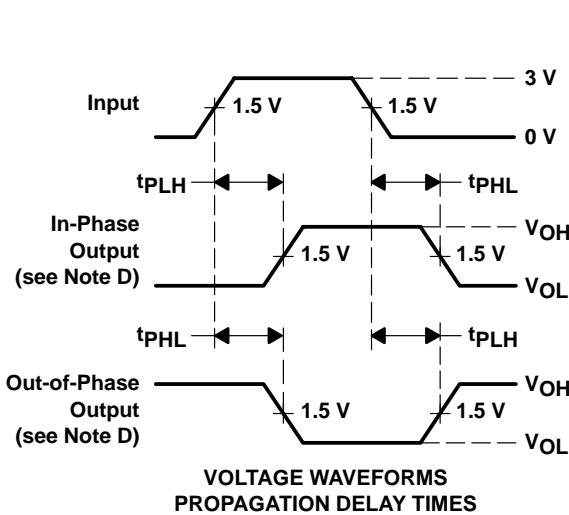 3 V
Input
1.5 V
1.5 V
0 V
tPLH
tPHL
In-Phase
Output
(see Note D)
VOH
1.5 V
1.5 V
VOL
tPHL
tPLH
Out-of-Phase
Output
(see Note D)
VOH
1.5 V
1.5 V
VOL
VOLTAGE WAVEFORMS
PROPAGATION DELAY TIMES